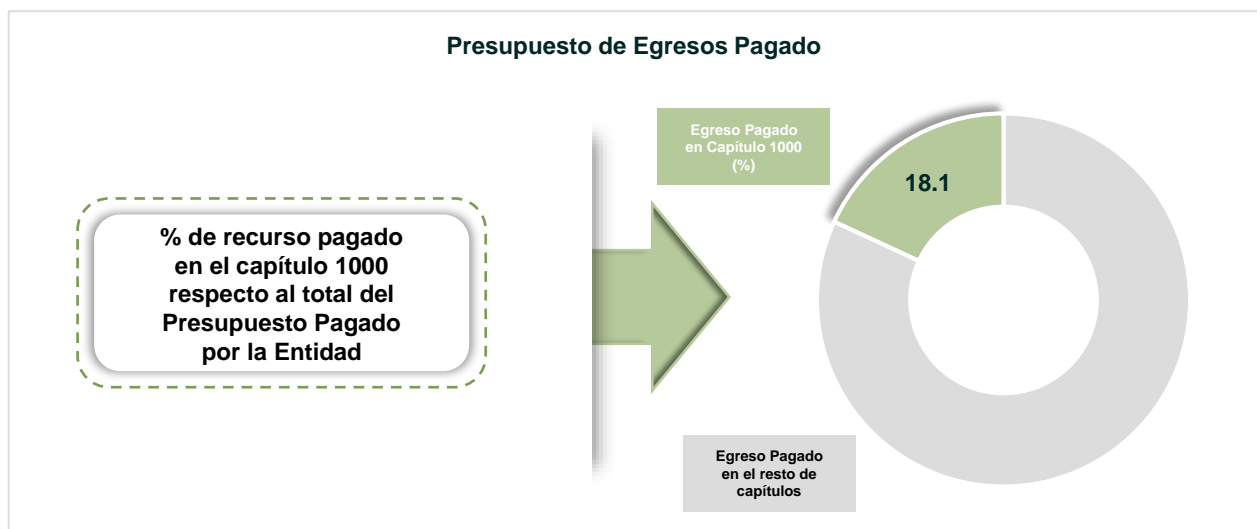 Presupuesto de Egresos Pagado
% de recurso pagado
en el capítulo 1000
respecto al total del
Presupuesto Pagado
por la Entidad
Egreso Pagado
en Capítulo 1000
(%)
18.1
Egreso Pagado
en el resto de
capítulos